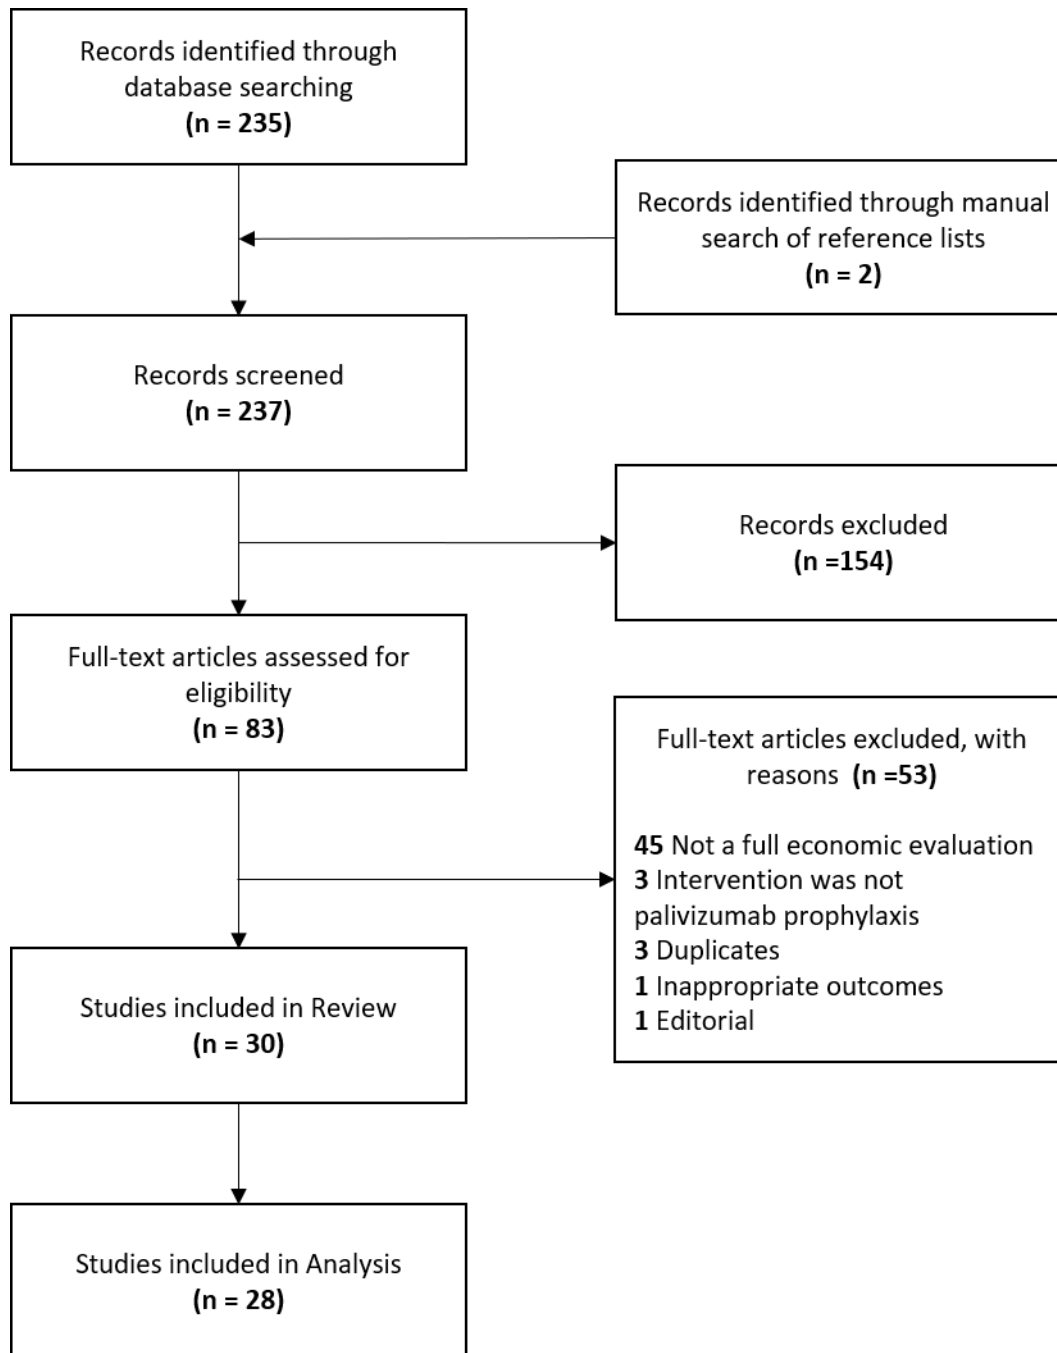 Records identified through
database searching
(n = 235)
Records identified through manual
search of reference lists
(n = 2)
Records screened
(n = 237)
Records excluded
(n =154)
Full-text articles assessed for
eligibility
(n = 83)
Full-text articles excluded, with
reasons (n =53)
45 Not a full economic evaluation
3 Intervention was not
palivizumab prophylaxis
3 Duplicates
1 Inappropriate outcomes
1 Editorial
Studies included in Review
(n = 30)
Studies included in Analysis
(n = 28)